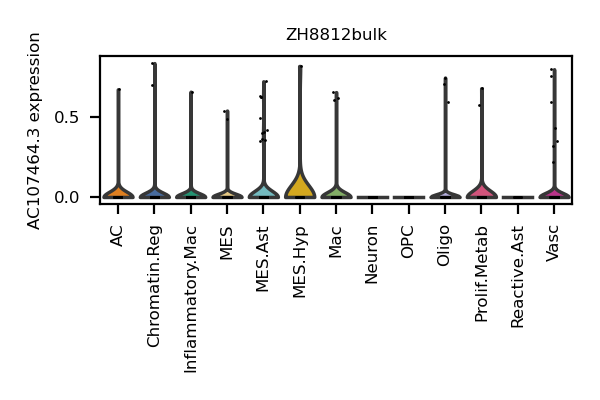 ZH8812bulk
AC107464.3 expression
0.5
0.0
AC
Chromatin.Reg
Inflammatory.Mac
MES
MES.Ast
MES.Hyp
Mac
Neuron
OPC
Oligo
Prolif.Metab
Reactive.Ast
Vasc